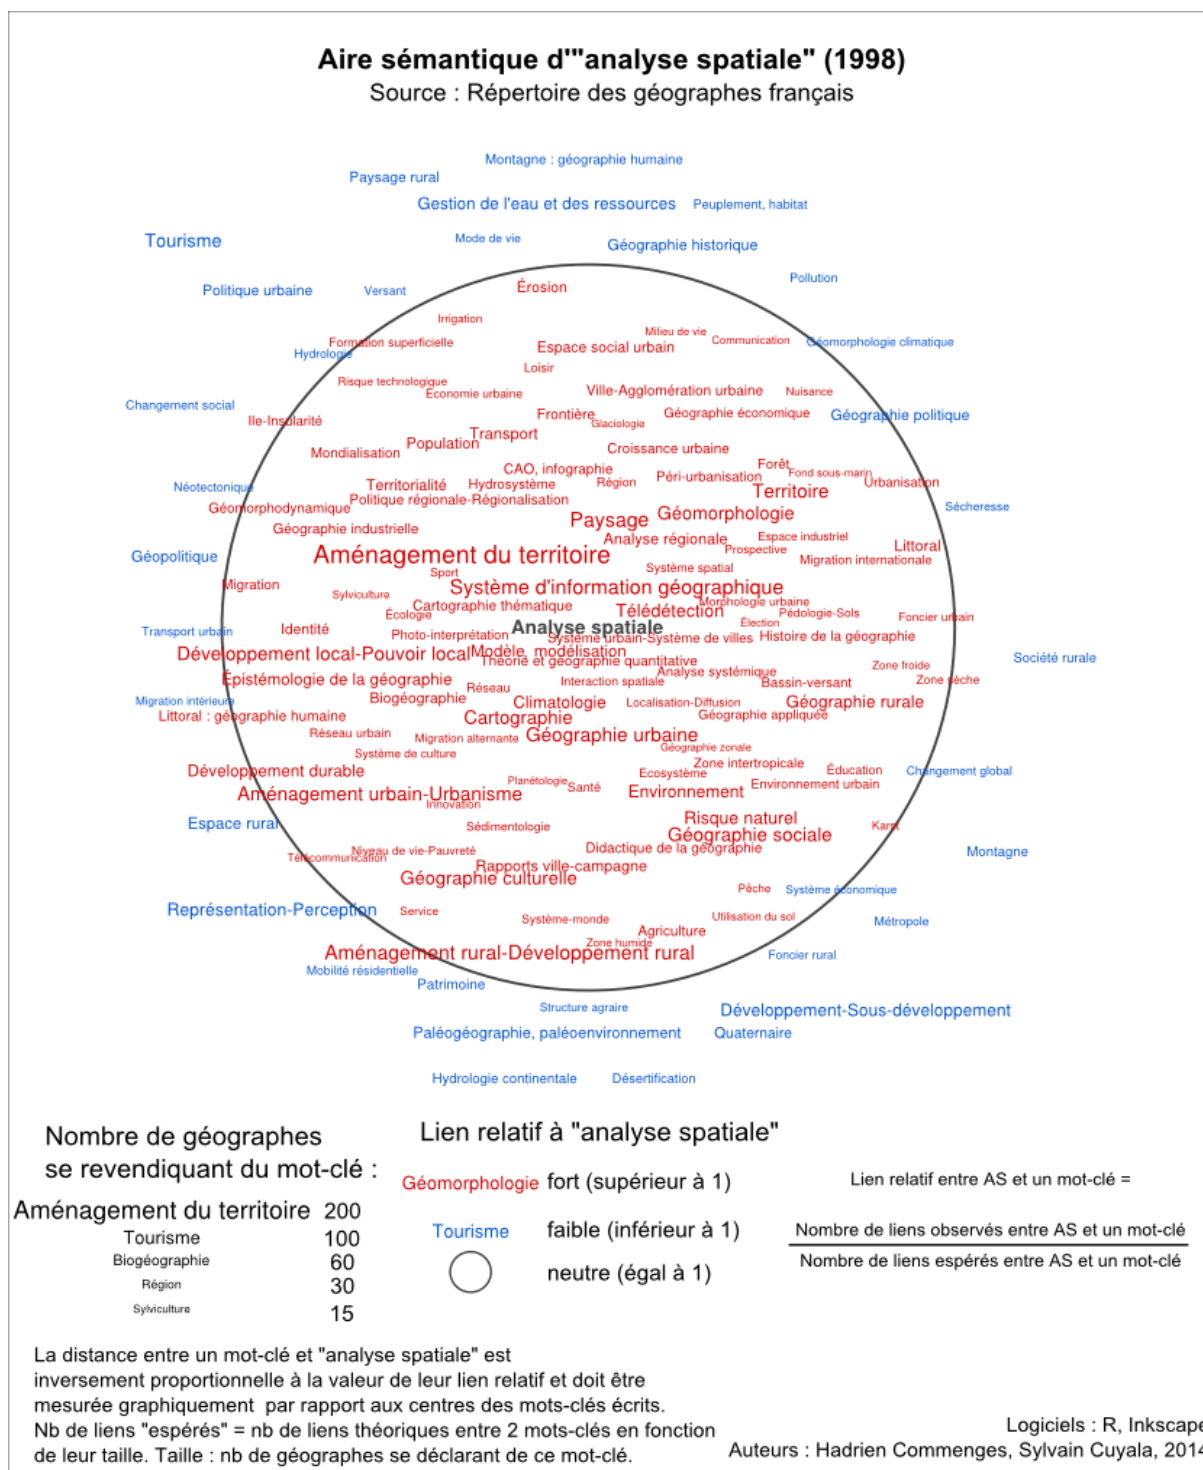 Aire sémantique d'"analyse spatiale" (1998)
Source : Répertoire des géographes français
Montagne : géographie humaine
Paysage rural
Gestion de l'eau et des ressources
Peuplement, habitat
Tourisme
Mode de vie
Géographie historique
Pollution
Politique urbaine
Versant
Érosion
Irrigation
Milieu de vie
Communication
Formation superficielle
Géomorphologie climatique
Hydrologie
Espace social urbain
Loisir
Risque technologique
Économie urbaine
Ville-Agglomération urbaine
Nuisance
Changement social
Ile-Insularité
Frontière
Géographie économique
Géographie politique
Glaciologie
Transport
Population
Mondialisation
Croissance urbaine
CAO, infographie
Forêt
Fond sous-marin
Territorialité
Hydrosystème
Région
Péri-urbanisation
Urbanisation
Néotectonique
Territoire
Politique régionale-Régionalisation
Géomorphodynamique
Sécheresse
Paysage
Géomorphologie
Géographie industrielle
Analyse régionale
Espace industriel
Littoral
Géopolitique
Aménagement du territoire
Prospective
Migration internationale
Sport
Système spatial
Migration
Système d'information géographique
Sylviculture
Cartographie thématique
Morphologie urbaine
Écologie
Télédétection
Pédologie-Sols
Foncier urbain
Élection
Transport urbain
Identité
Photo-interprétation
Analyse spatiale
Système urbain-Système de villes
Histoire de la géographie
Développement local-Pouvoir local
Modèle, modélisation
Théorie et géographie quantitative
Société rurale
Zone froide
Épistémologie de la géographie
Analyse systémique
Interaction spatiale
Bassin-versant
Zone sèche
Réseau
Migration intérieure
Biogéographie
Climatologie
Localisation-Diffusion
Géographie rurale
Littoral : géographie humaine
Cartographie
Géographie appliquée
Réseau urbain
Migration alternante
Géographie urbaine
Géographie zonale
Système de culture
Zone intertropicale
Développement durable
Ecosystème
Éducation
Changement global
Planétologie
Santé
Environnement urbain
Aménagement urbain-Urbanisme
Environnement
Innovation
Espace rural
Sédimentologie
Risque naturel
Karst
Géographie sociale
Didactique de la géographie
Niveau de vie-Pauvreté
Télécommunication
Montagne
Rapports ville-campagne
Géographie culturelle
Pêche
Système économique
Représentation-Perception
Service
Système-monde
Utilisation du sol
Métropole
Agriculture
Zone humide
Aménagement rural-Développement rural
Foncier rural
Mobilité résidentielle
Patrimoine
Structure agraire
Développement-Sous-développement
Paléogéographie, paléoenvironnement
Quaternaire
Hydrologie continentale
Désertification
Nombre de géographes
se revendiquant du mot-clé :
Aménagement du territoire 200
Tourisme 100
Biogéographie 60
Région 30
Sylviculture 15
Lien relatif à "analyse spatiale"
Géomorphologie fort (supérieur à 1)
Tourisme faible (inférieur à 1)
neutre (égal à 1)
Lien relatif entre AS et un mot-clé =
Nombre de liens observés entre AS et un mot-clé
Nombre de liens espérés entre AS et un mot-clé
La distance entre un mot-clé et "analyse spatiale" est
inversement proportionnelle à la valeur de leur lien relatif et doit être
mesurée graphiquement par rapport aux centres des mots-clés écrits.
Nb de liens "espérés" = nb de liens théoriques entre 2 mots-clés en fonction
de leur taille. Taille : nb de géographes se déclarant de ce mot-clé.
Logiciels : R, Inkscape
Auteurs : Hadrien Commenges, Sylvain Cuyala, 2014